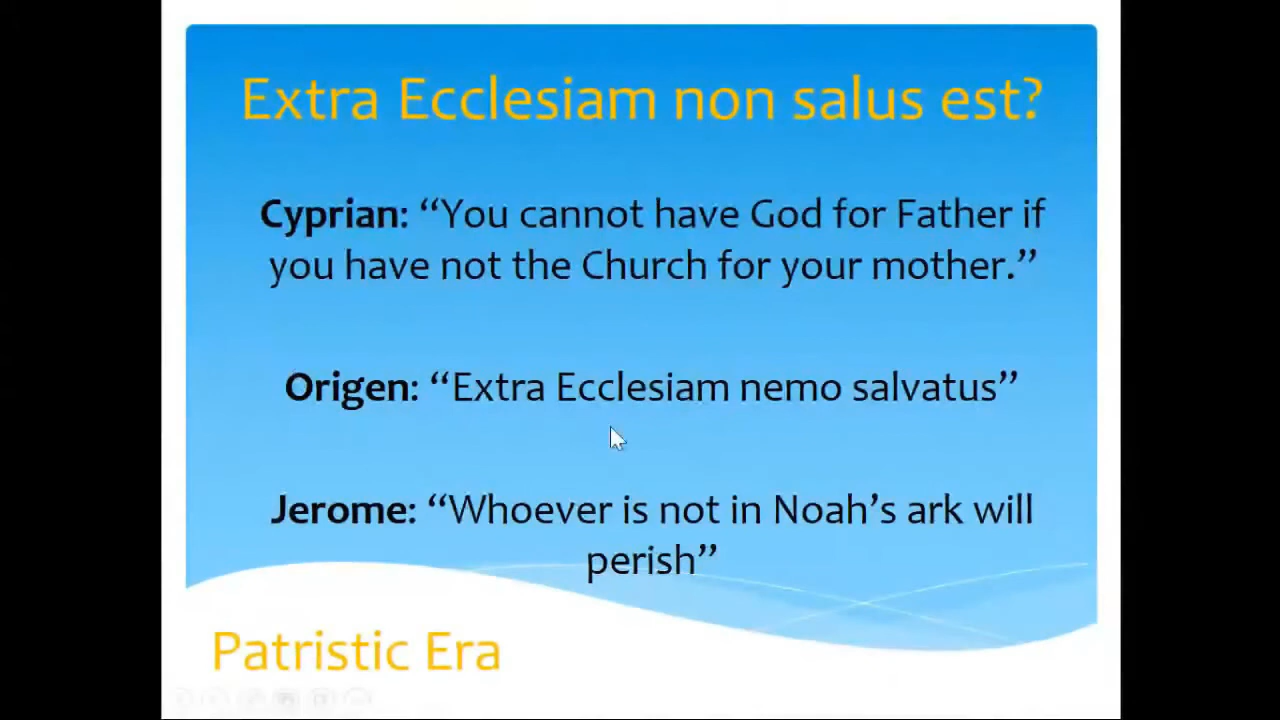 Extra Ecclesiam non salus est?
Cyprian: “You cannot have God for Father if
you have not the Church for your mother.”
Origen: “Extra Ecclesiam nemo salvatus”
Jerome: “Whoever is not in Noah’s ark will
perish”
Patristic Era